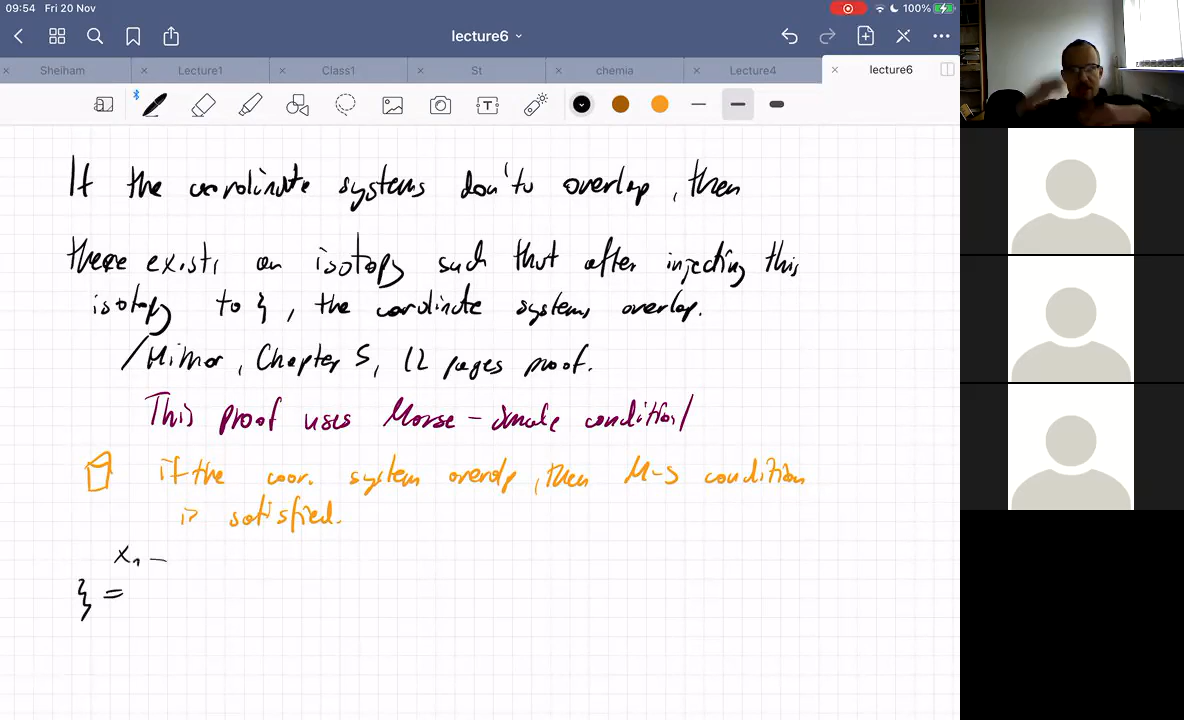 09:54 Fri 20 Nov
100%
lecture6
Sheiham
Lecture1
Class1
St
chemia
Lecture4
lecture6
If the coordinate systems don't overlap, then
there exists an isotopy such that after injecting this
isotopy to ξ, the coordinate systems overlap.
/Milnor, Chapter 5, 12 pages proof.
This proof uses Morse-Smale condition!
if the coor. system overlap, then M-S condition
is satisfied.
x₁ —
ξ =